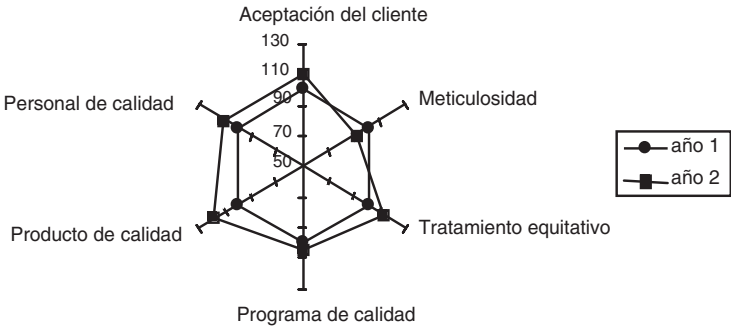 Aceptación del cliente
130
110
90
70
50
Personal de calidad
Meticulosidad
año 1
año 2
Producto de calidad
Tratamiento equitativo
Programa de calidad